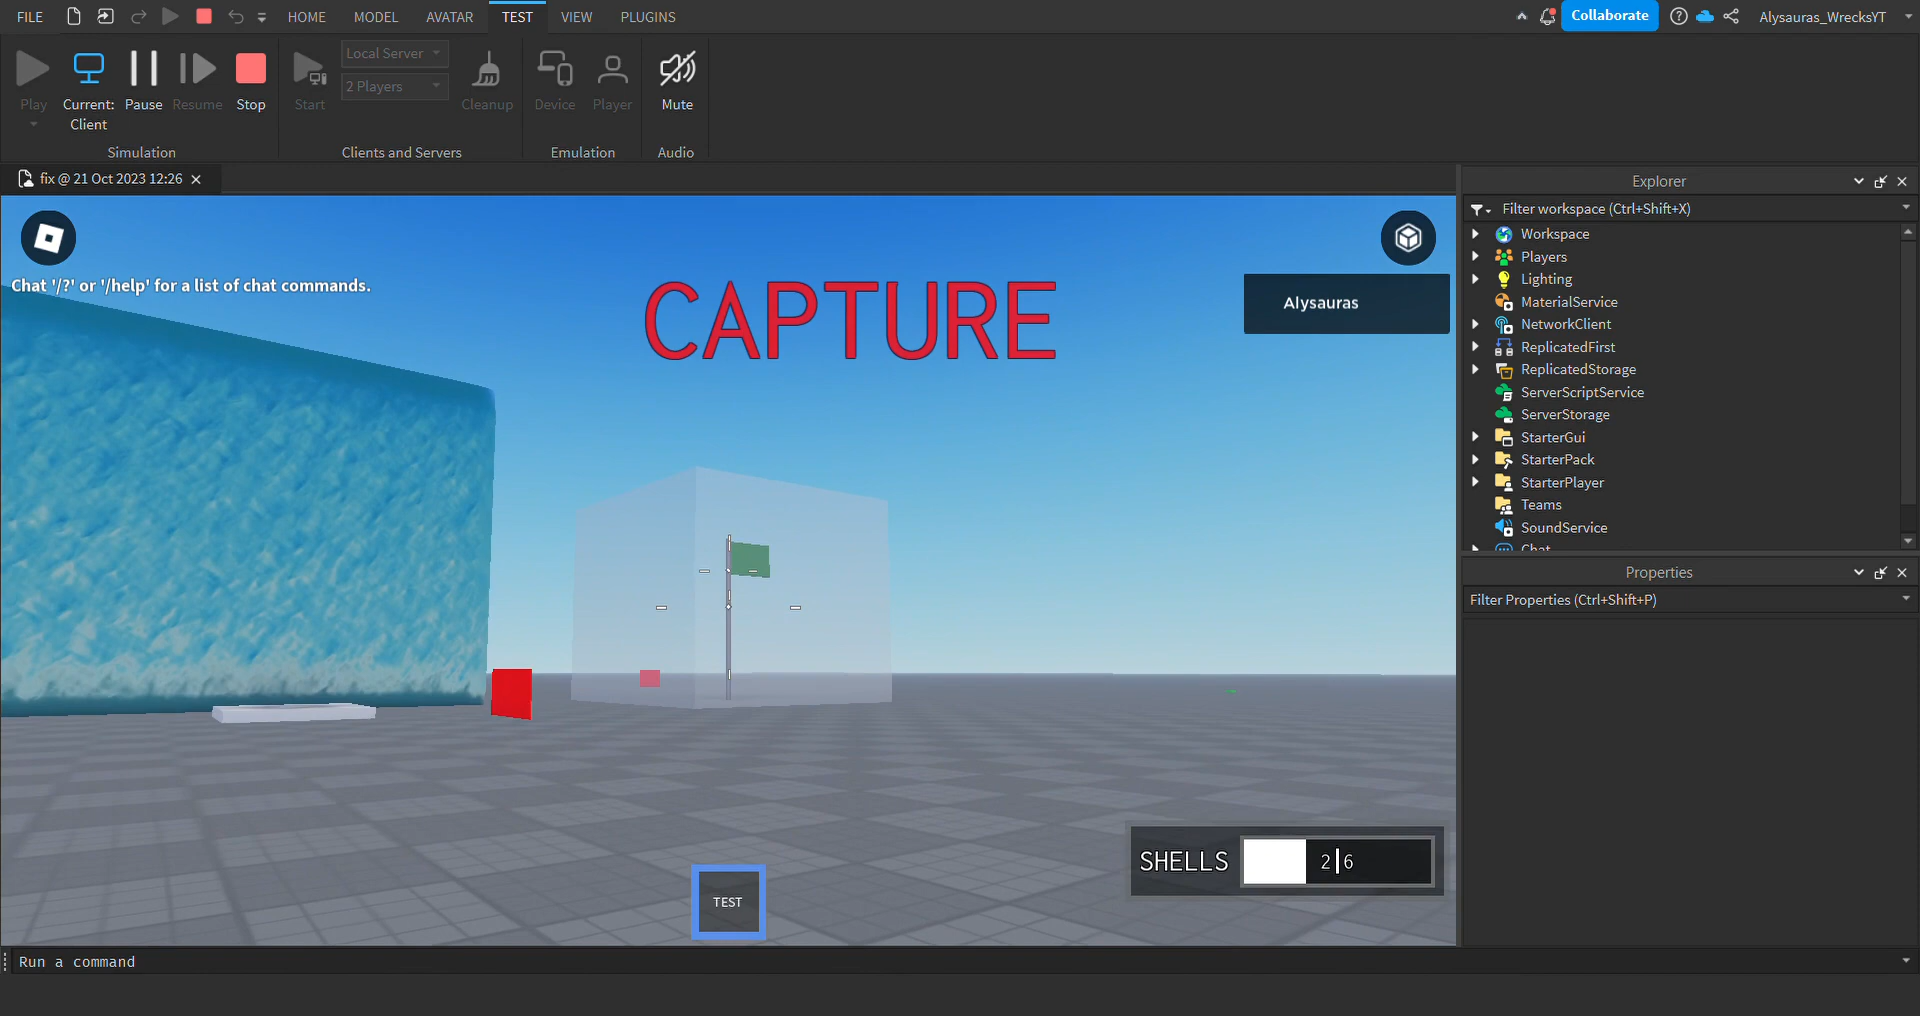 FILE
HOME
MODEL
AVATAR
TEST
VIEW
PLUGINS
Collaborate
Alysauras_WrecksYT
Play
Current:
Client
Pause
Resume
Stop
Simulation
Start
Local Server
2 Players
Cleanup
Clients and Servers
Device
Player
Emulation
Mute
Audio
fix @ 21 Oct 2023 12:26
Chat '/?' or '/help' for a list of chat commands.
CAPTURE
Alysauras
SHELLS
2|6
TEST
Run a command
Explorer
Filter workspace (Ctrl+Shift+X)
Workspace
Players
Lighting
MaterialService
NetworkClient
ReplicatedFirst
ReplicatedStorage
ServerScriptService
ServerStorage
StarterGui
StarterPack
StarterPlayer
Teams
SoundService
Chat
Properties
Filter Properties (Ctrl+Shift+P)